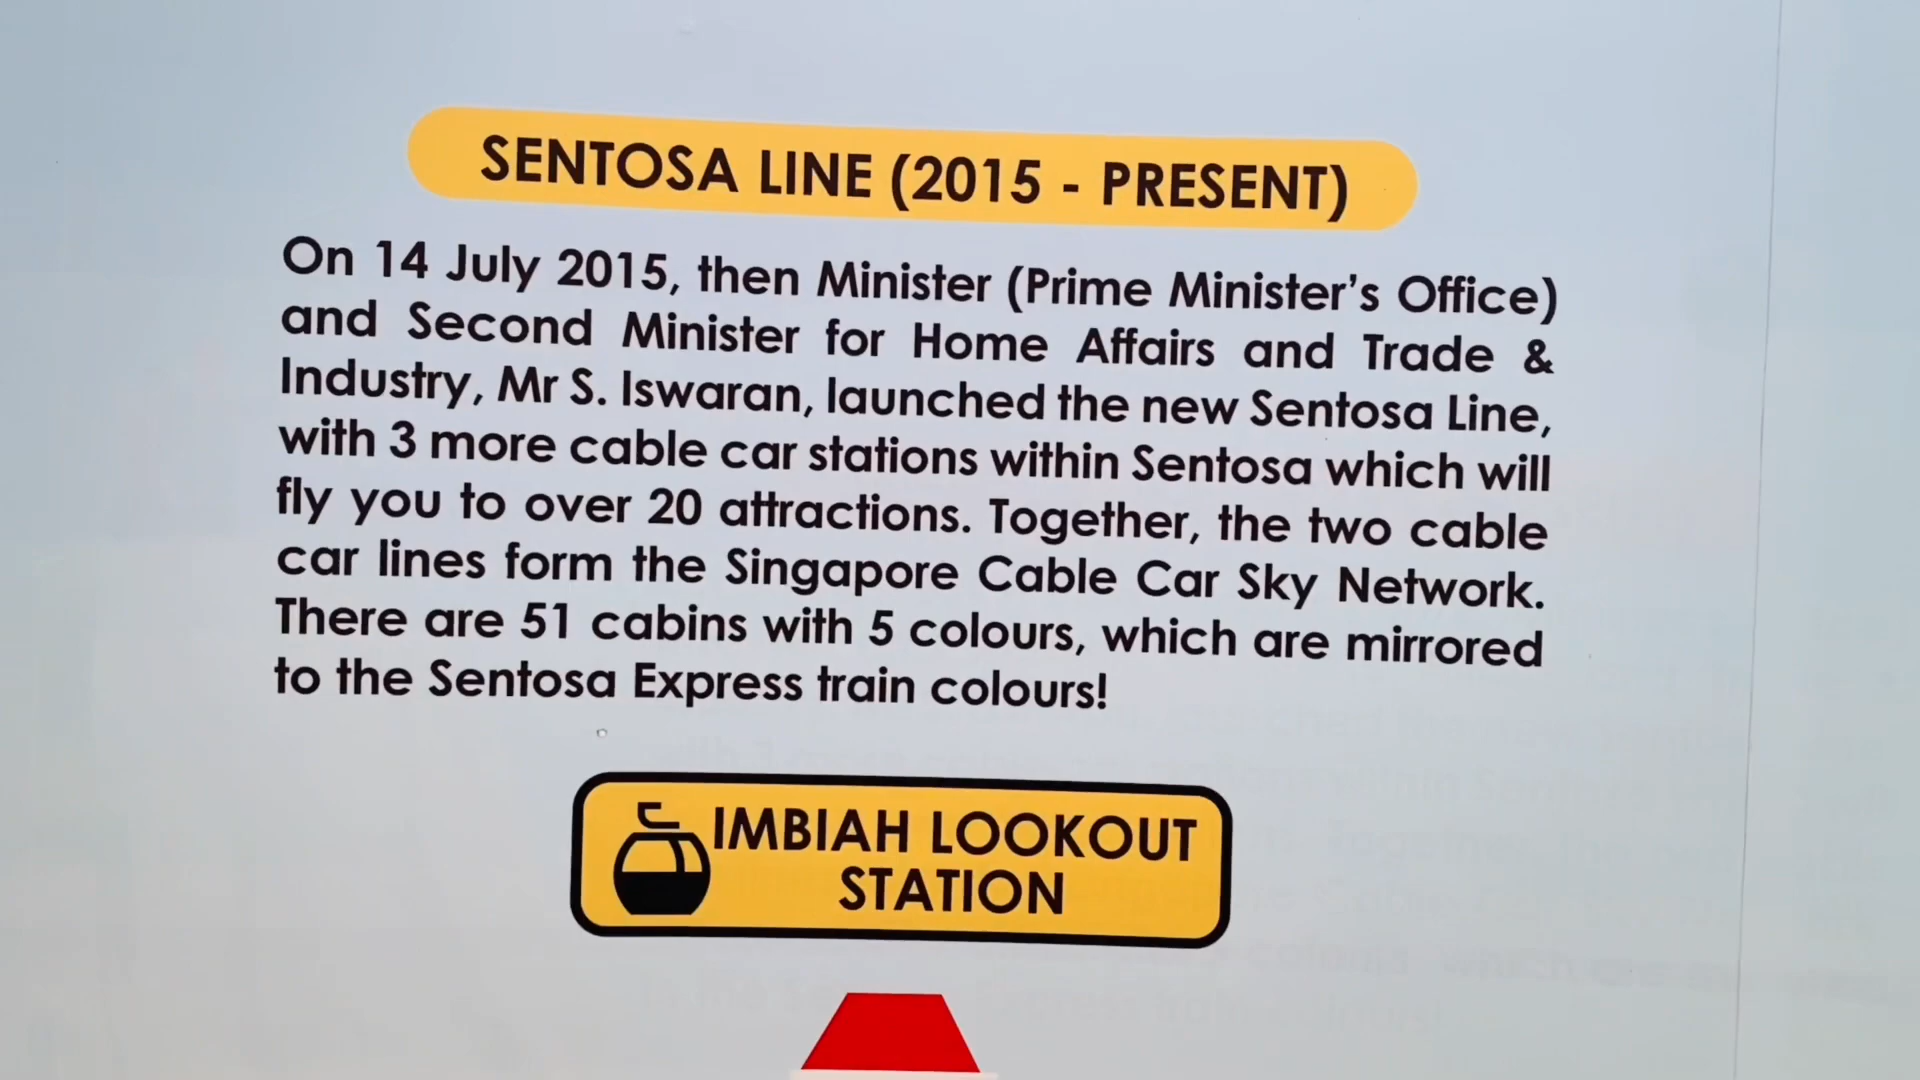 SENTOSA LINE (2015 - PRESENT)
On 14 July 2015, then Minister (Prime Minister’s Office)
and Second Minister for Home Affairs and Trade &
Industry, Mr S. Iswaran, launched the new Sentosa Line,
with 3 more cable car stations within Sentosa which will
fly you to over 20 attractions. Together, the two cable
car lines form the Singapore Cable Car Sky Network.
There are 51 cabins with 5 colours, which are mirrored
to the Sentosa Express train colours!
IMBIAH LOOKOUT
STATION